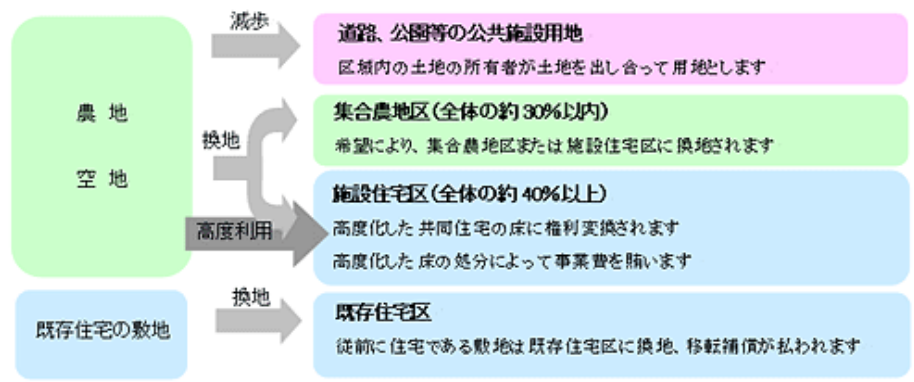 農地
空地
減歩
換地
高度利用
道路、公園等の公共施設用地
区域内の土地の所有者が土地を出し合って用地とします
集合農地区(全体の約30%以内)
希望により、集合農地区または施設住宅区に換地されます
施設住宅区(全体の約40%以上)
高度化した共同住宅の床に権利変換されます
高度化した床の処分によって事業費を賄います
既存住宅の敷地
換地
既存住宅区
従前に住宅である敷地は既存住宅区に換地、移転補償が払われます